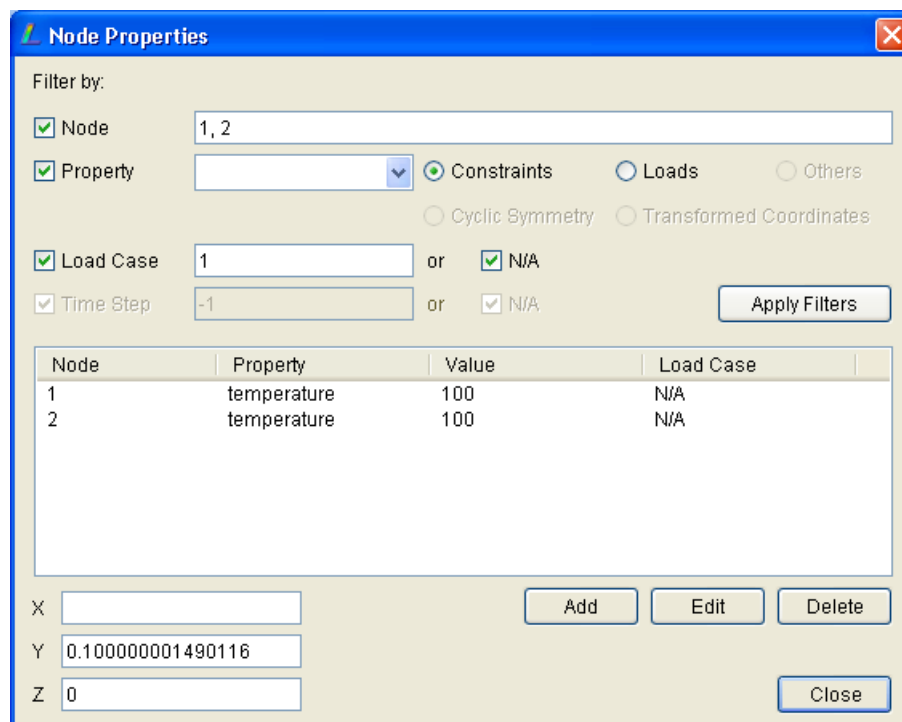 Node Properties
Filter by:
Node 1, 2
Property Constraints Loads Others
Cyclic Symmetry Transformed Coordinates
Load Case 1 or N/A
Time Step -1 or N/A Apply Filters
Node Property Value Load Case
1 temperature 100 N/A
2 temperature 100 N/A
X Add Edit Delete
Y 0.100000001490116
Z 0 Close